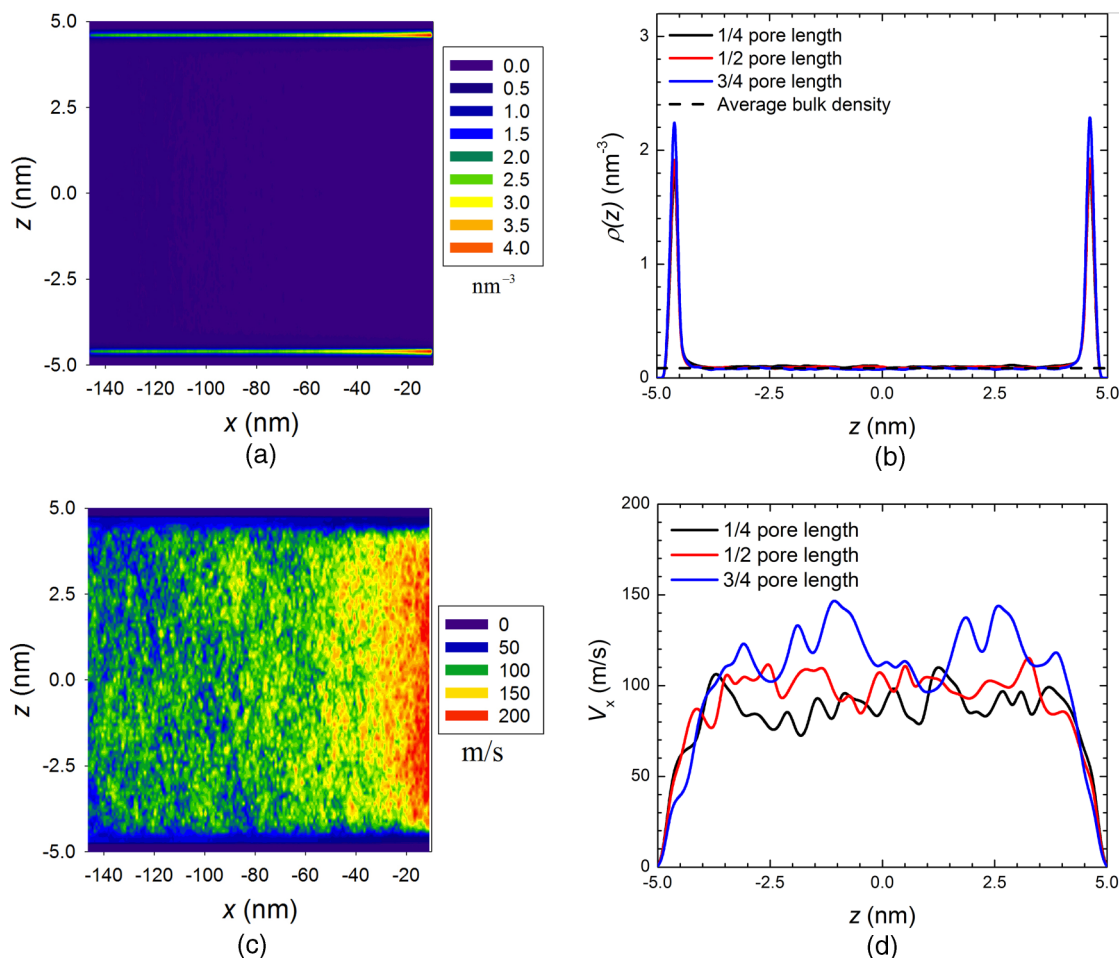 5.0
2.5
0.0
-2.5
-5.0
z (nm)
-140 -120 -100 -80 -60 -40 -20
x (nm)
0.0
0.5
1.0
1.5
2.0
2.5
3.0
3.5
4.0
nm⁻³
(a)
3
2
1
0
ρ(z) (nm⁻³)
1/4 pore length
1/2 pore length
3/4 pore length
Average bulk density
-5.0 -2.5 0.0 2.5 5.0
z (nm)
(b)
5.0
2.5
0.0
-2.5
-5.0
z (nm)
-140 -120 -100 -80 -60 -40 -20
x (nm)
0
50
100
150
200
m/s
(c)
200
150
100
50
0
Vₓ (m/s)
1/4 pore length
1/2 pore length
3/4 pore length
-5.0 -2.5 0.0 2.5 5.0
z (nm)
(d)